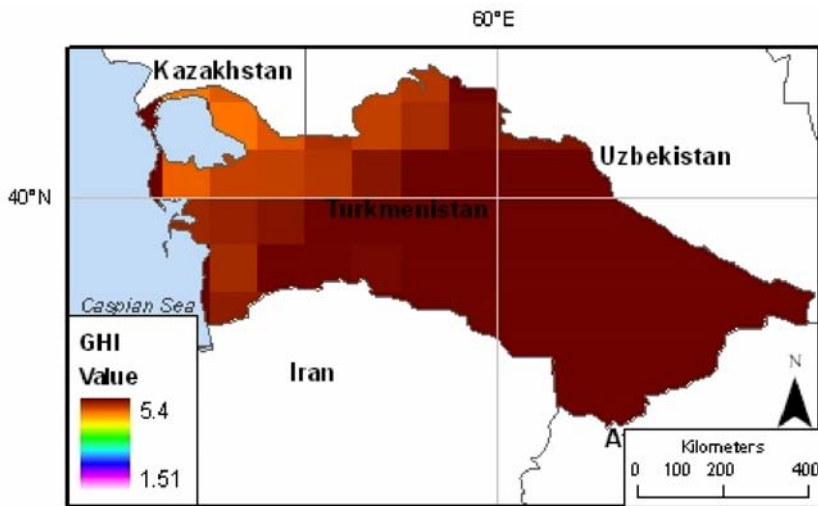 60°E
Kazakhstan
Uzbekistan
40°N
Turkmenistan
Caspian Sea
GHI
Value
5.4
1.51
Iran
N
A
Kilometers
0 100 200 400